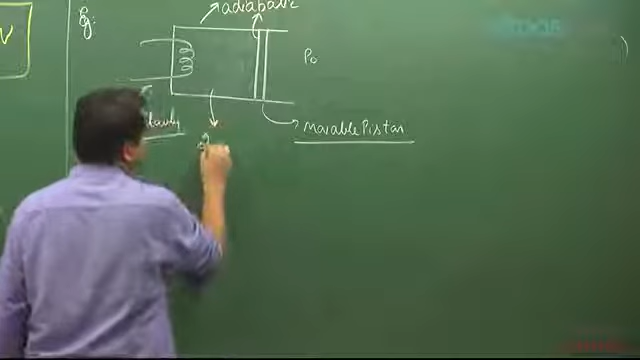 Eg:
adiabatic
V
P₀
Movable Piston
)